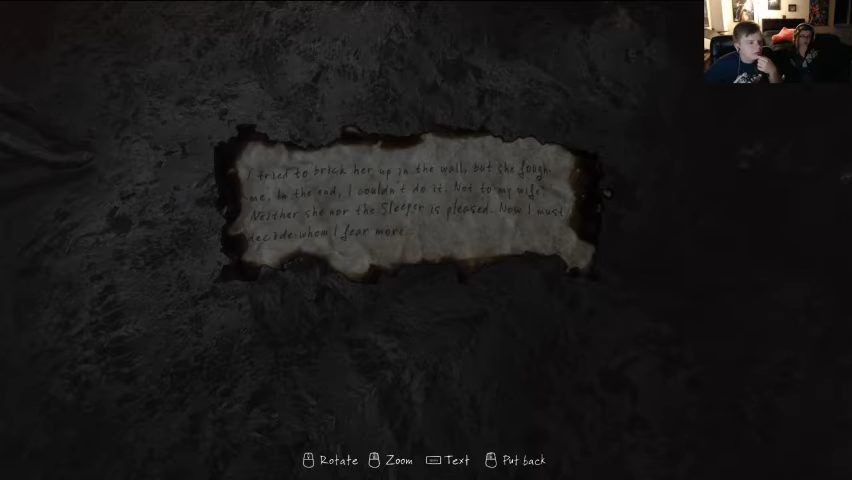 I tried to brick her up in the wall, but she fough
me, In the end, I couldn't do it. Not to my wife.
Neither she nor the Sleeper is pleased. Now I must
decide whom I fear more...
Rotate Zoom Text Put back